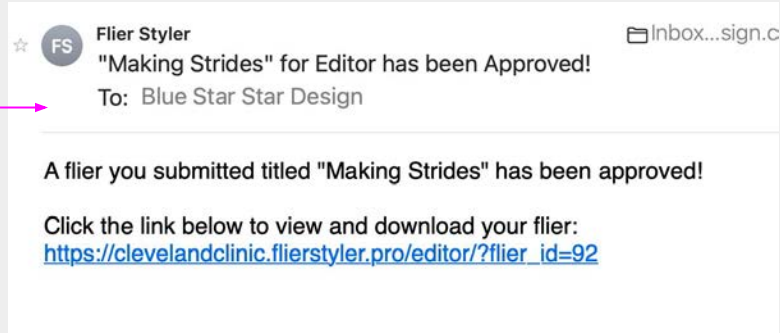 Flier Styler
Inbox...sign.c
FS
"Making Strides" for Editor has been Approved!
To: Blue Star Star Design
A flier you submitted titled "Making Strides" has been approved!
Click the link below to view and download your flier:
https://clevelandclinic.flierstyler.pro/editor/?flier_id=92